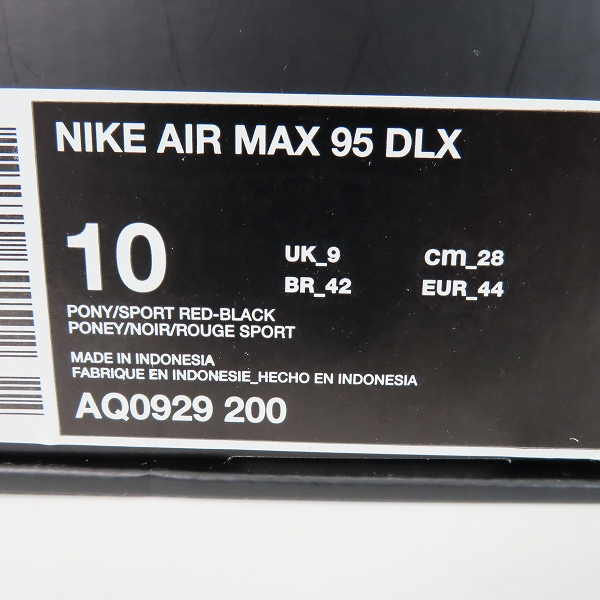 NIKE AIR MAX 95 DLX
10
UK_9 cm_28
BR_42 EUR_44
PONY/SPORT RED-BLACK
PONEY/NOIR/ROUGE SPORT
MADE IN INDONESIA
FABRIQUE EN INDONESIE_HECHO EN INDONESIA
AQ0929 200